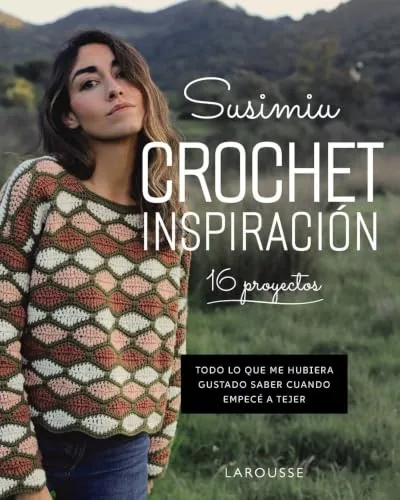 Susimiu
CROCHET
INSPIRACIÓN
16 proyectos
TODO LO QUE ME HUBIERA
GUSTADO SABER CUANDO
EMPECÉ A TEJER
LAROUSSE